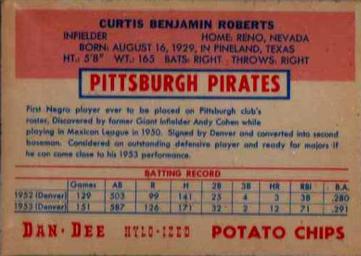 CURTIS BENJAMIN ROBERTS
INFIELDER HOME: RENO, NEVADA
BORN: AUGUST 16, 1929, IN PINELAND, TEXAS
HT.: 5'8" WT.: 165 BATS: RIGHT THROWS: RIGHT
PITTSBURGH PIRATES
First Negro player ever to be placed on Pittsburgh club's
roster, Discovered by former Giant Infielder Andy Cohen while
playing in Mexican League in 1950. Signed by Denver and converted into second
baseman. Considered an outstanding defensive player and ready for majors if
he can come close to his 1953 performance.
BATTING RECORD
Games AB R H 2B 3B HR RBI B.A.
1952 (Denver) 129 503 99 141 25 4 3 38 .280
1953 (Denver) 151 587 126 171 32 2 12 71 .291
DAN-DEE HYLO-IZED POTATO CHIPS